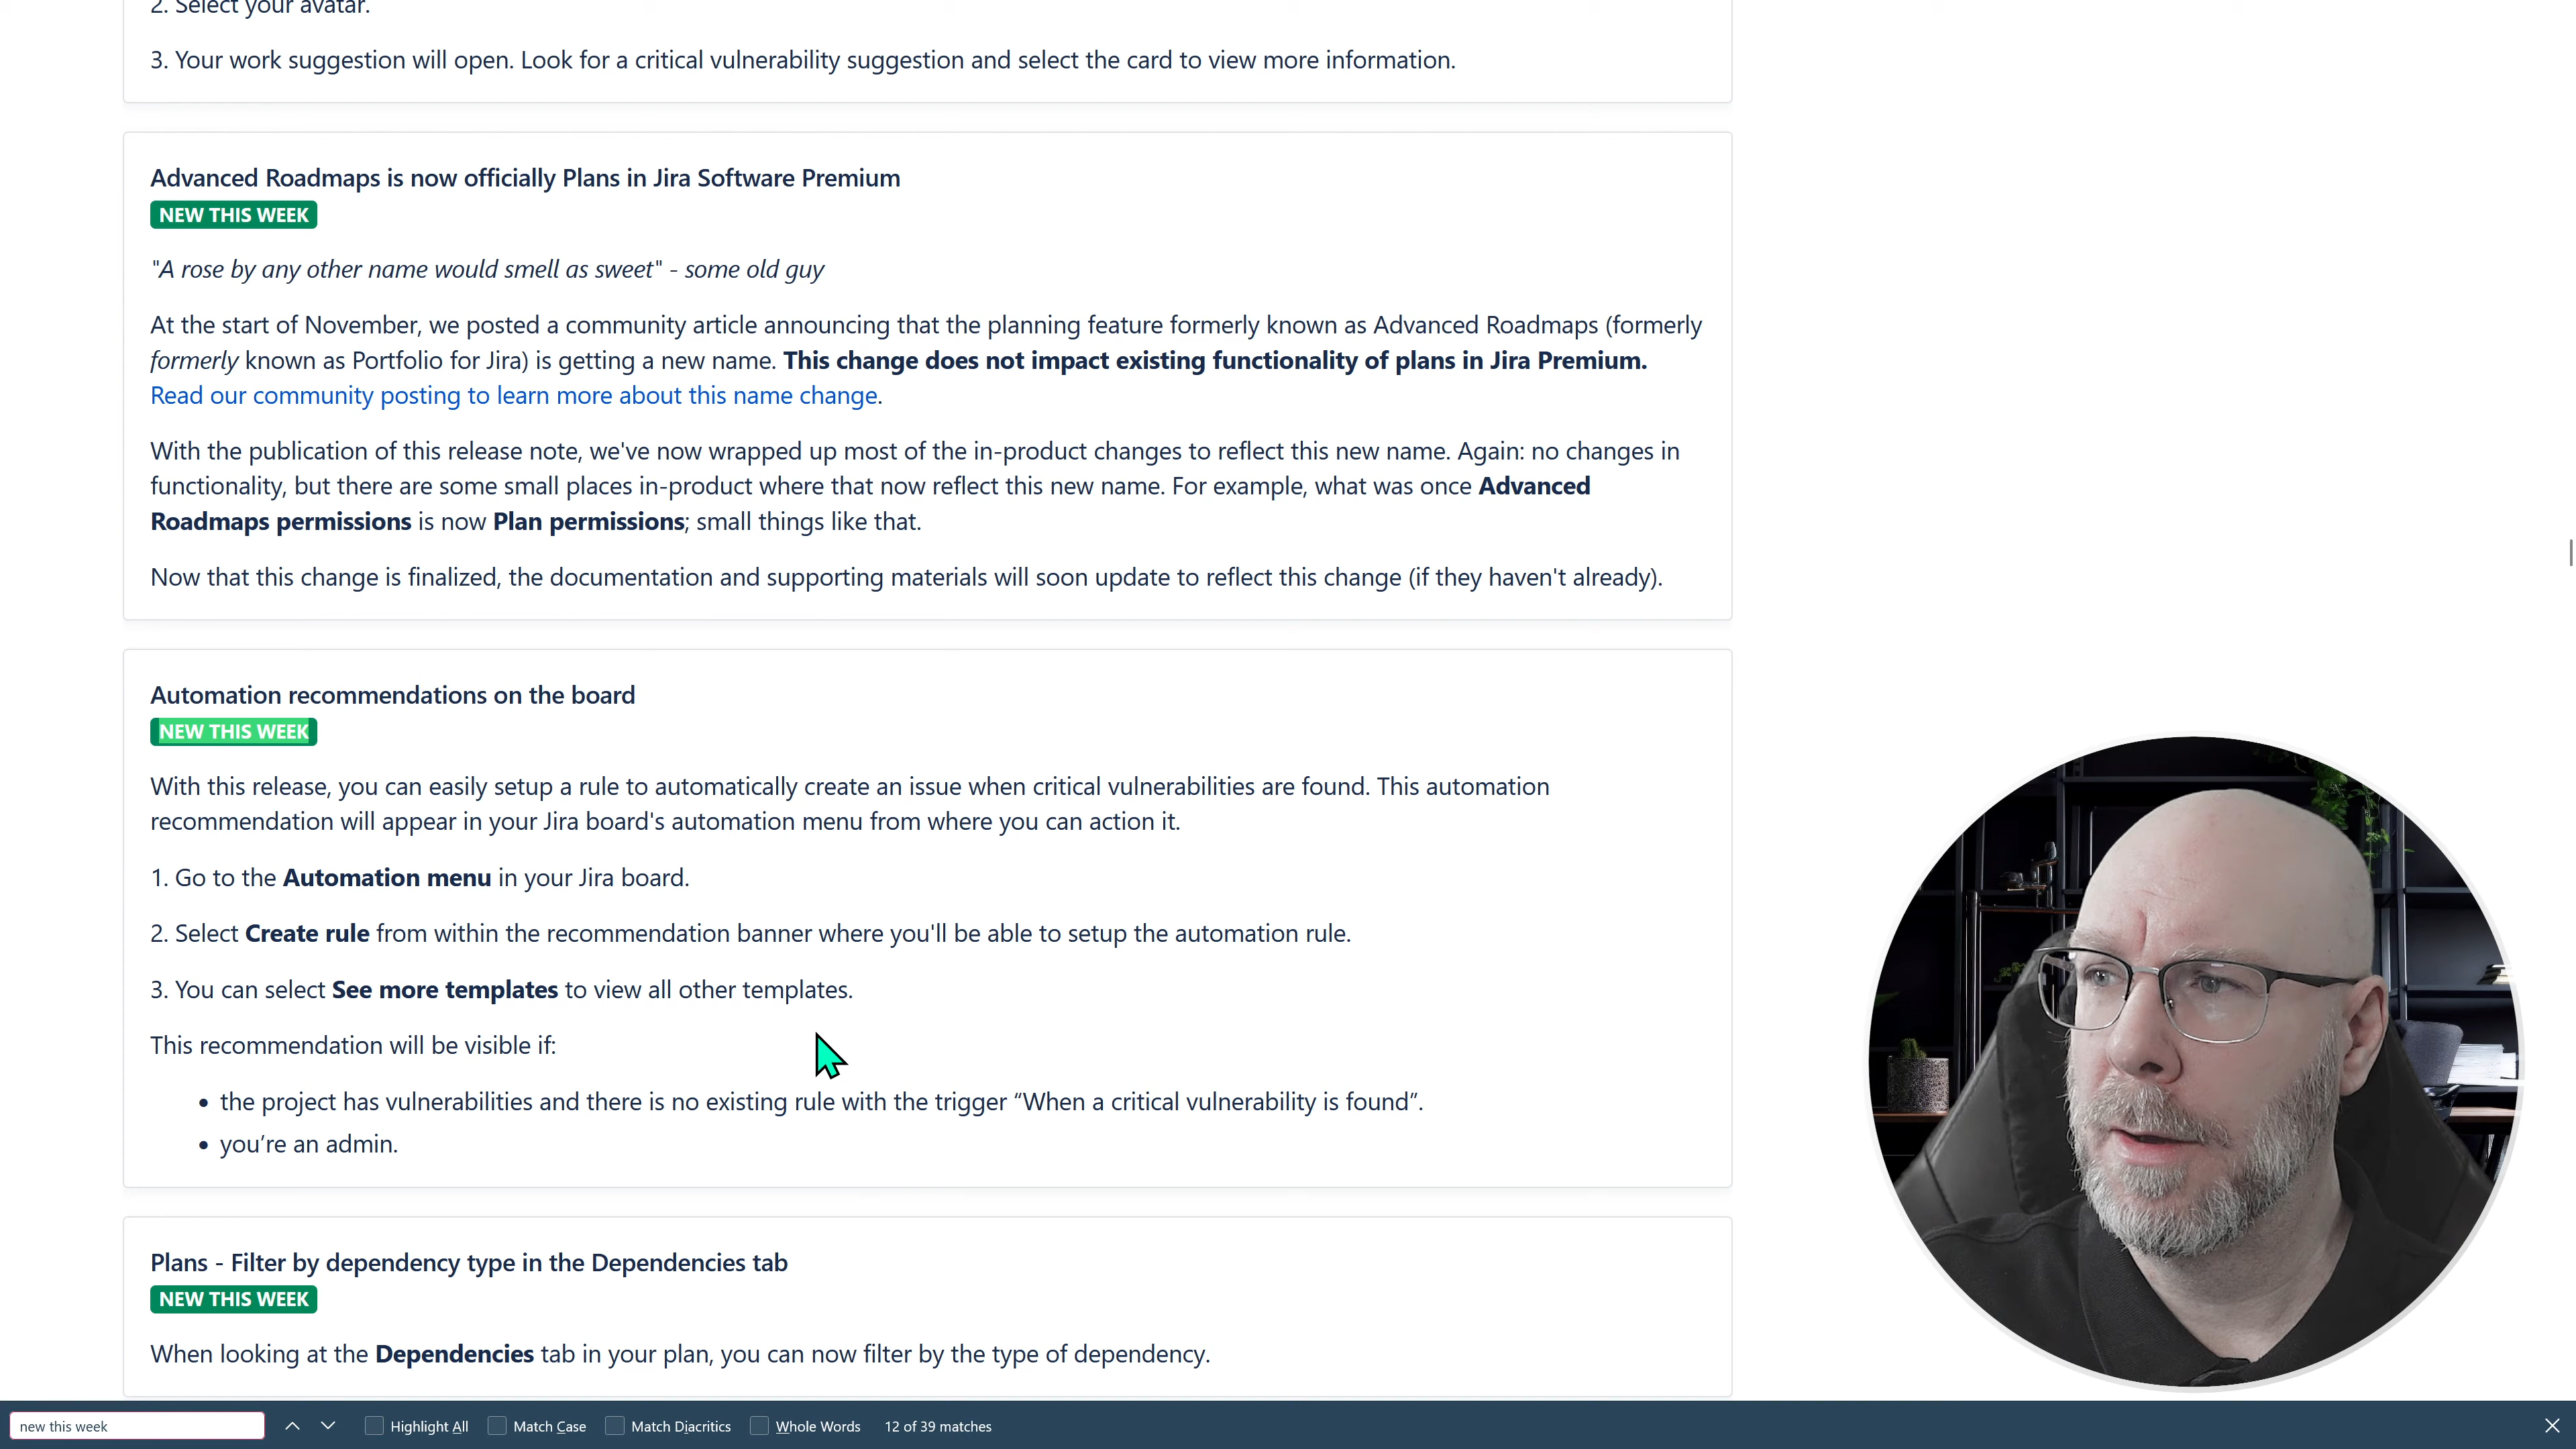 2. Select your avatar.
3. Your work suggestion will open. Look for a critical vulnerability suggestion and select the card to view more information.
Advanced Roadmaps is now officially Plans in Jira Software Premium
NEW THIS WEEK
"A rose by any other name would smell as sweet" - some old guy
At the start of November, we posted a community article announcing that the planning feature formerly known as Advanced Roadmaps (formerly
formerly known as Portfolio for Jira) is getting a new name. This change does not impact existing functionality of plans in Jira Premium.
Read our community posting to learn more about this name change.
With the publication of this release note, we've now wrapped up most of the in-product changes to reflect this new name. Again: no changes in
functionality, but there are some small places in-product where that now reflect this new name. For example, what was once Advanced
Roadmaps permissions is now Plan permissions; small things like that.
Now that this change is finalized, the documentation and supporting materials will soon update to reflect this change (if they haven't already).
Automation recommendations on the board
NEW THIS WEEK
With this release, you can easily setup a rule to automatically create an issue when critical vulnerabilities are found. This automation
recommendation will appear in your Jira board's automation menu from where you can action it.
1. Go to the Automation menu in your Jira board.
2. Select Create rule from within the recommendation banner where you'll be able to setup the automation rule.
3. You can select See more templates to view all other templates.
This recommendation will be visible if:
• the project has vulnerabilities and there is no existing rule with the trigger “When a critical vulnerability is found”.
• you’re an admin.
Plans - Filter by dependency type in the Dependencies tab
NEW THIS WEEK
When looking at the Dependencies tab in your plan, you can now filter by the type of dependency.
new this week Highlight All Match Case Match Diacritics Whole Words 12 of 39 matches